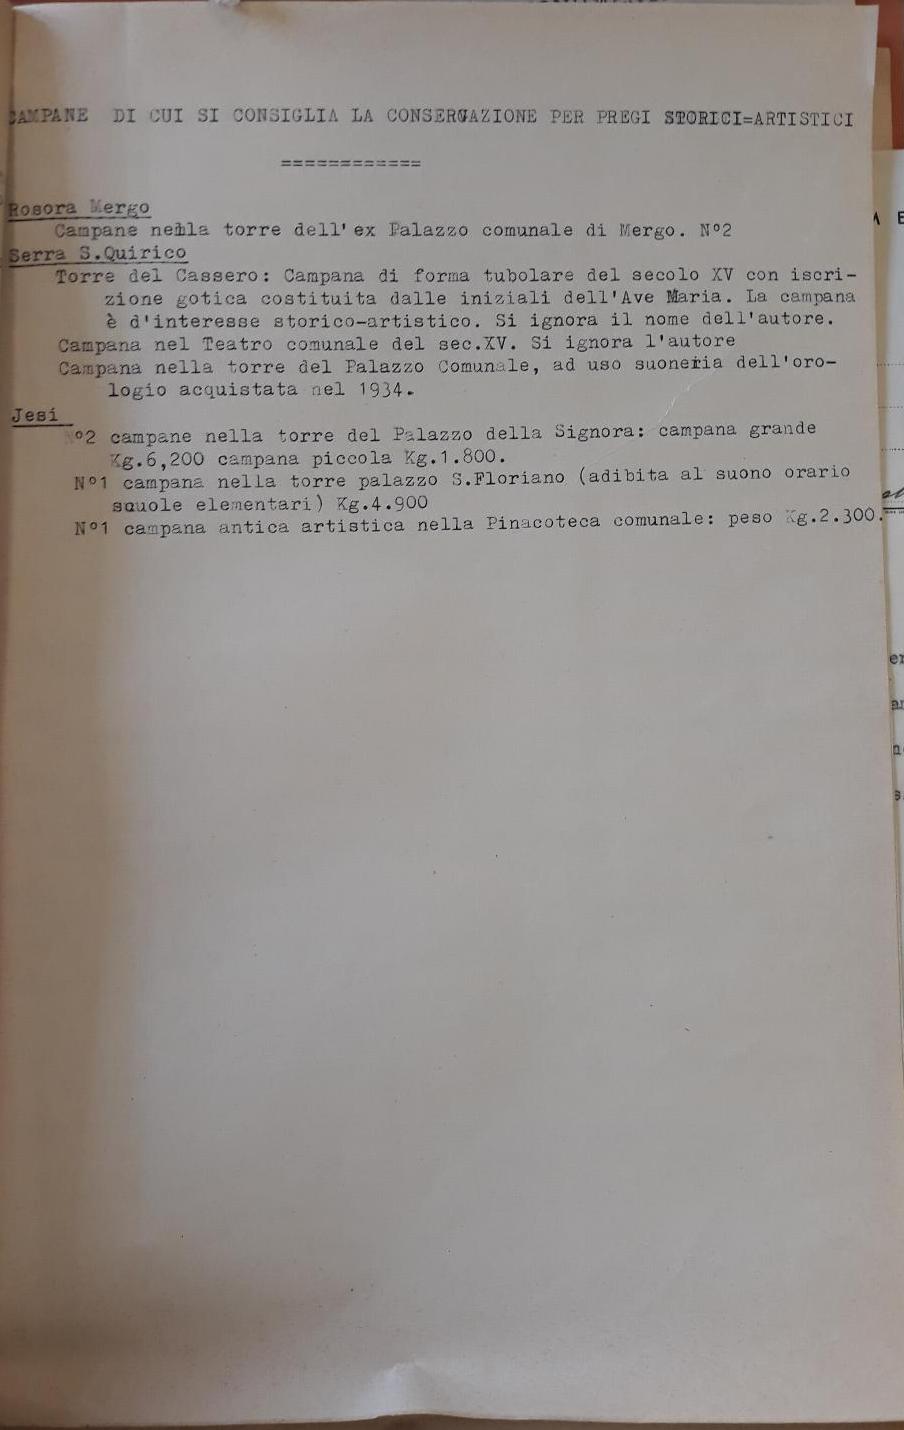 CAMPANE DI CUI SI CONSIGLIA LA CONSERVAZIONE PER PREGI STORICI=ARTISTICI
============
Rosora Mergo
Campane nella torre dell' ex Palazzo comunale di Mergo. N°2
Serra S.Quirico
Torre del Cassero: Campana di forma tubolare del secolo XV con iscri-
zione gotica costituita dalle iniziali dell'Ave Maria. La campana
è d'interesse storico-artistico. Si ignora il nome dell'autore.
Campana nel Teatro comunale del sec.XV. Si ignora l'autore
Campana nella torre del Palazzo Comunale, ad uso suoneria dell'oro-
logio acquistata nel 1934.
Jesi
N°2 campane nella torre del Palazzo della Signora: campana grande
Kg.6,200 campana piccola Kg.1.800.
N°1 campana nella torre palazzo S.Floriano (adibita al suono orario
scuole elementari) Kg.4.900
N°1 campana antica artistica nella Pinacoteca comunale: peso Kg.2.300.